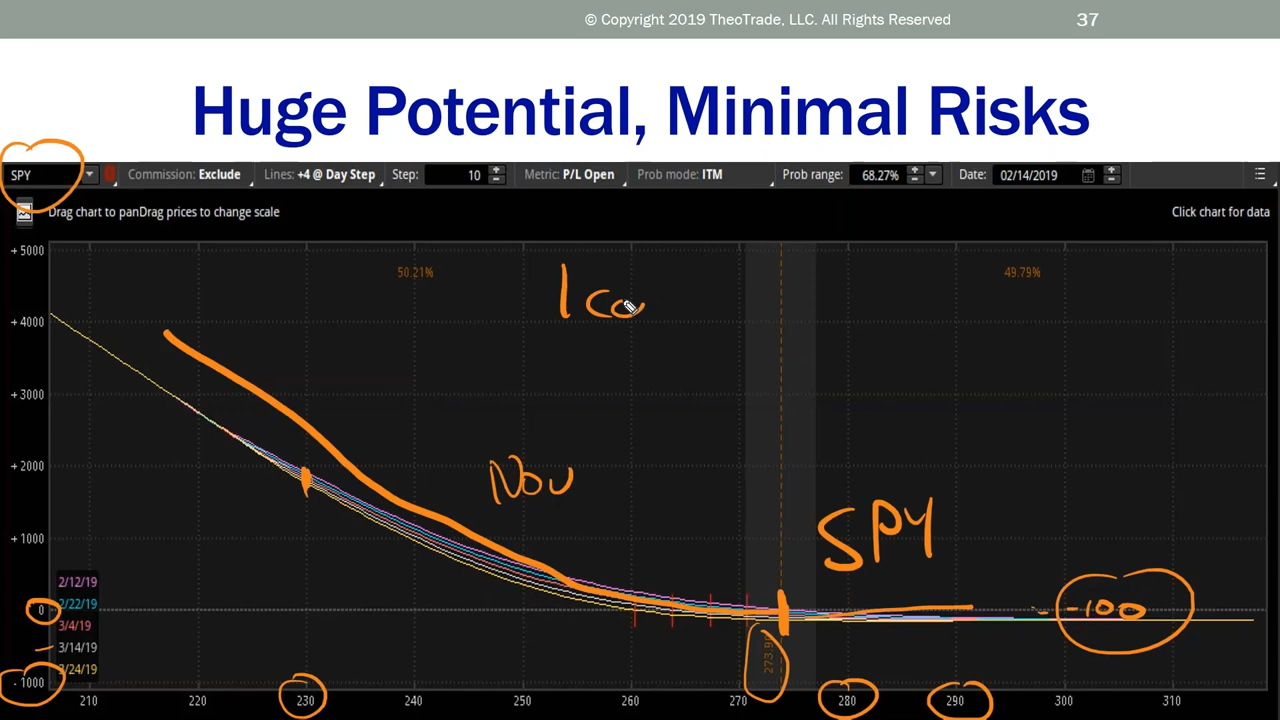 © Copyright 2019 TheoTrade, LLC. All Rights Reserved 37
Huge Potential, Minimal Risks
SPY Commission: Exclude Lines: +4 @ Day Step Step: 10 Metric: P/L Open Prob mode: ITM Prob range: 68.27% Date: 02/14/2019
Drag chart to panDrag prices to change scale Click chart for data
+5000
50.21% 49.79%
1 co
+4000
+3000
+2000
Nov
+1000
SPY
2/12/19
2/22/19
0
-100
3/4/19
3/14/19
3/24/19
-1000
210 220 230 240 250 260 270 280 290 300 310